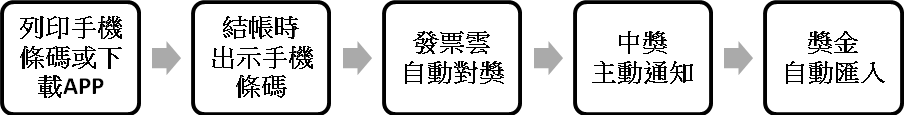 列印手機
條碼或下
載APP
結帳時
出示手機
條碼
發票雲
自動對獎
中獎
主動通知
獎金
自動匯入